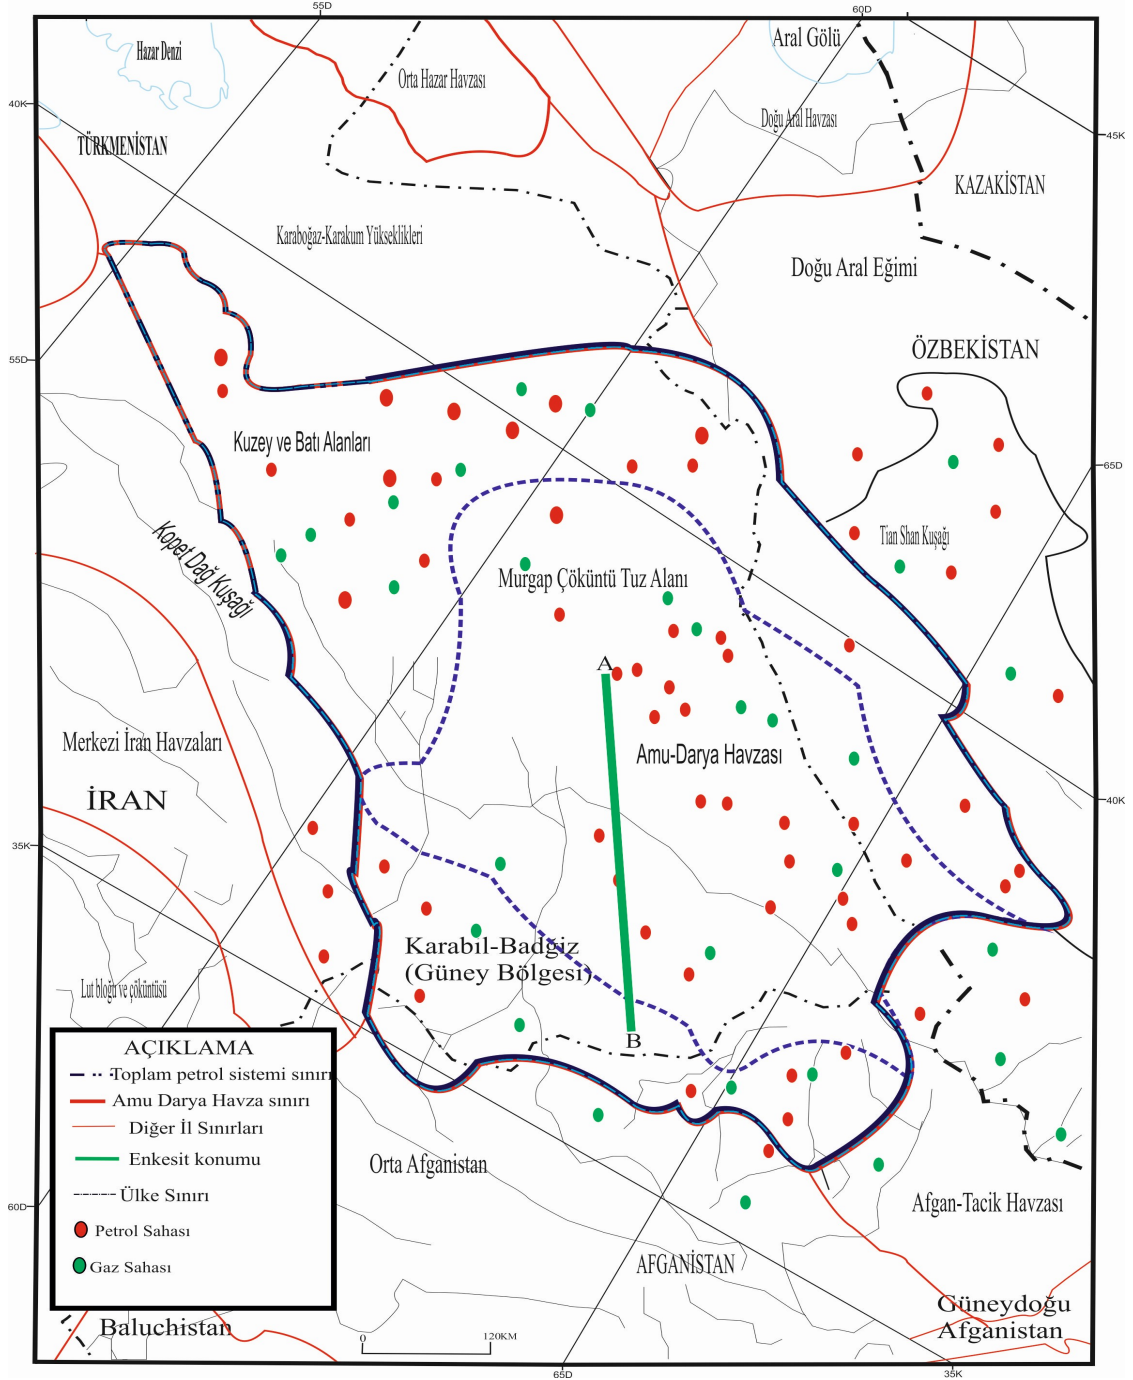 55D
60D
Hazar Denzi
Aral Gölü
Orta Hazar Havzası
40K
Doğu Aral Havzası
45K
TÜRKMENİSTAN
KAZAKİSTAN
Karaboğaz-Karakum Yükseklikleri
Doğu Aral Eğimi
55D
ÖZBEKİSTAN
Kuzey ve Batı Alanları
65D
Kopet Dağ Kuşağı
Tian Shan Kuşağı
Murgap Çöküntü Tuz Alanı
A
Merkezi İran Havzaları
Amu-Darya Havzası
İRAN
40K
35K
Karabil-Badgiz
(Güney Bölgesi)
Lut bloğu ve çöküntüsü
B
AÇIKLAMA
Toplam petrol sistemi sınırı
Amu Darya Havza sınırı
Diğer İl Sınırları
Enkesit konumu
Ülke Sınırı
Petrol Sahası
Gaz Sahası
Orta Afganistan
60D
Afgan-Tacik Havzası
AFGANİSTAN
Güneydoğu
Afganistan
Baluchistan
0
120KM
65D
35K